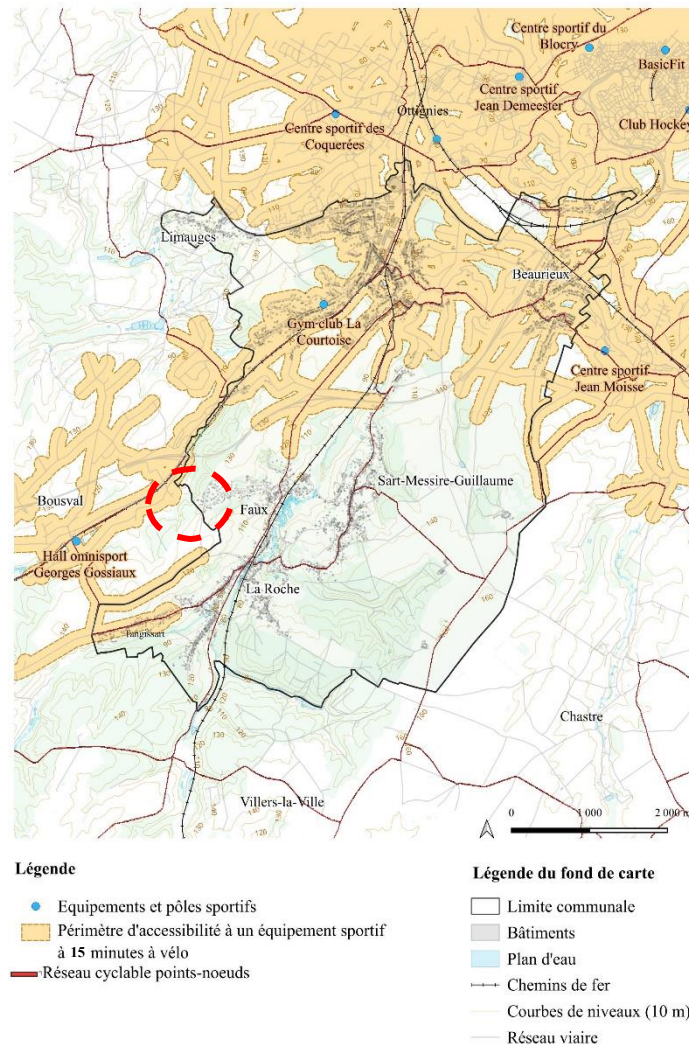 Centre sportif du
Blocry
BasicFit
Centre sportif
Jean Demeester
Ottignies
Centre sportif des
Coquerées
Club Hockey
Limauges
Beaurieux
Gym-club La
Courtoise
Centre sportif
Jean Moisse
Sart-Messire-Guillaume
Bousval
Faux
Hall omnisport
Georges Gossiaux
La Roche
Tangissart
Chastre
Villers-la-Ville
0 1 000 2 000 m
Légende
Equipements et pôles sportifs
Périmètre d'accessibilité à un équipement sportif
à 15 minutes à vélo
Réseau cyclable points-noeuds
Légende du fond de carte
Limite communale
Bâtiments
Plan d'eau
Chemins de fer
Courbes de niveaux (10 m)
Réseau viaire